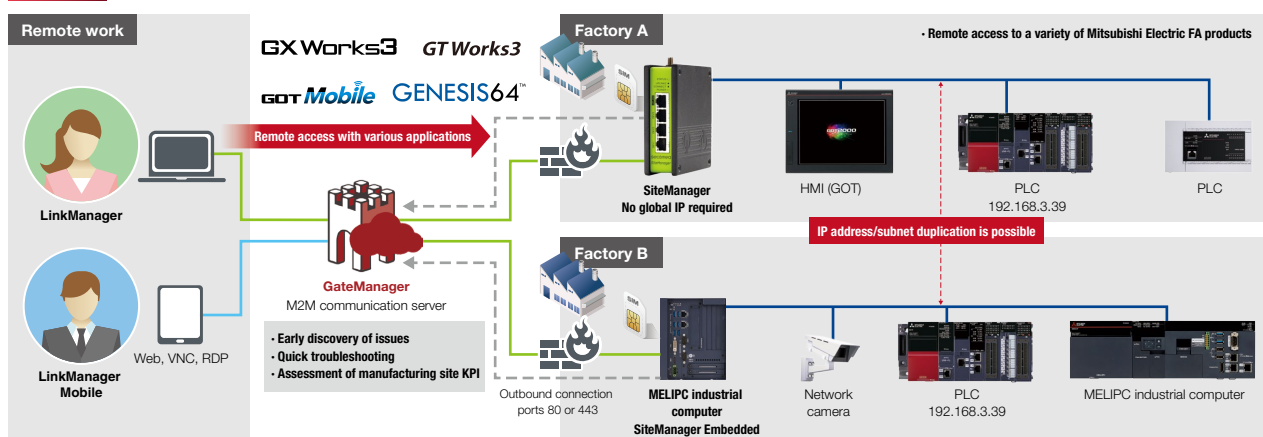 Remote work
GX Works3
GT Works3
GOT Mobile
GENESIS64™
Remote access with various applications
LinkManager
LinkManager
Mobile
Web, VNC, RDP
GateManager
M2M communication server
· Early discovery of issues
· Quick troubleshooting
· Assessment of manufacturing site KPI
Factory A
· Remote access to a variety of Mitsubishi Electric FA products
SIM
SiteManager
No global IP required
GOT2000
HMI (GOT)
PLC
192.168.3.39
PLC
IP address/subnet duplication is possible
Factory B
SIM
Outbound connection
ports 80 or 443
MELIPC industrial
computer
SiteManager Embedded
Network
camera
PLC
192.168.3.39
MELIPC industrial computer